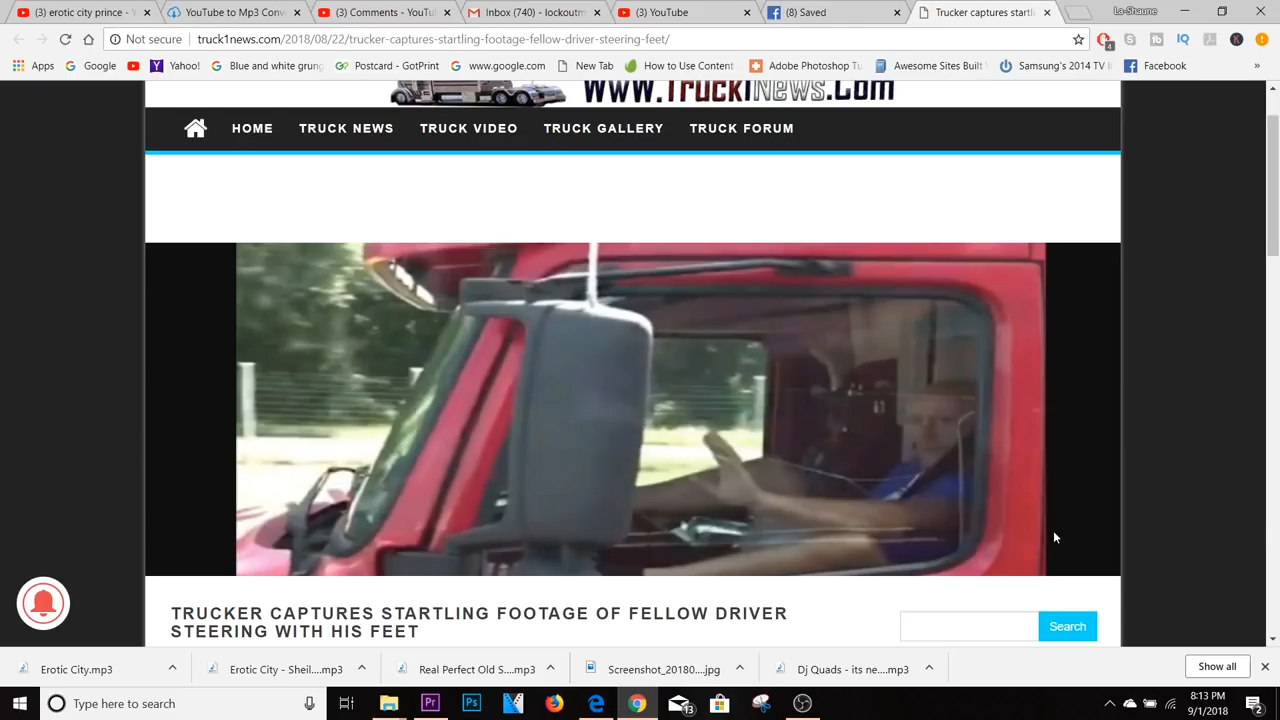 (3) erotic city prince -
YouTube to Mp3 Conv
(3) Comments - YouTu
Inbox (740) - lockoutm
(3) YouTube
(8) Saved
Trucker captures startl
La-Shaune
Not secure
truck1news.com/2018/08/22/trucker-captures-startling-footage-fellow-driver-steering-feet/
4
Apps
Google
Yahoo!
Blue and white grung
Postcard - GotPrint
www.google.com
New Tab
How to Use Content
Adobe Photoshop Tu
Awesome Sites Built
Samsung's 2014 TV l
Facebook
»
www.Truck1News.Com
HOME
TRUCK NEWS
TRUCK VIDEO
TRUCK GALLERY
TRUCK FORUM
TRUCKER CAPTURES STARTLING FOOTAGE OF FELLOW DRIVER
STEERING WITH HIS FEET
Search
Erotic City.mp3
Erotic City - Sheil....mp3
Real Perfect Old S....mp3
Screenshot_20180....jpg
Dj Quads - its ne....mp3
Show all
Type here to search
13
8:13 PM
9/1/2018
2